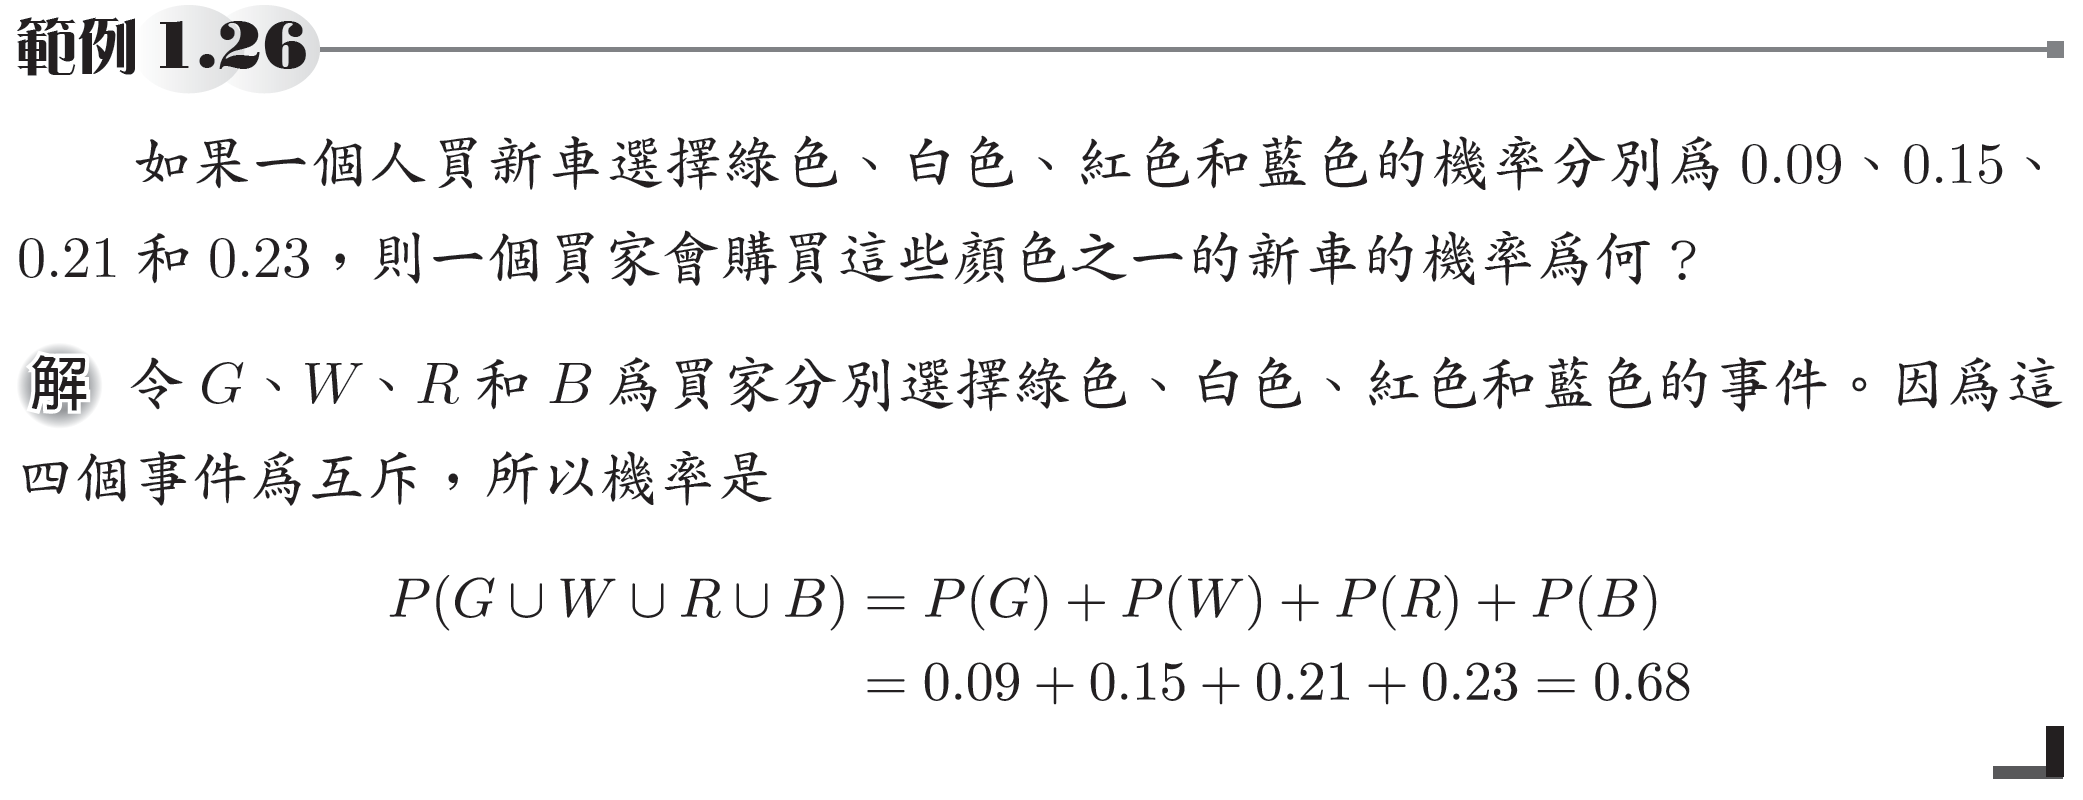 範例 1.26
如果一個人買新車選擇綠色、白色、紅色和藍色的機率分別爲 0.09、0.15、
0.21 和 0.23，則一個買家會購買這些顏色之一的新車的機率爲何？
解 令 G、W、R 和 B 爲買家分別選擇綠色、白色、紅色和藍色的事件。因爲這
四個事件爲互斥，所以機率是
P(G ∪ W ∪ R ∪ B) = P(G) + P(W) + P(R) + P(B)
= 0.09 + 0.15 + 0.21 + 0.23 = 0.68